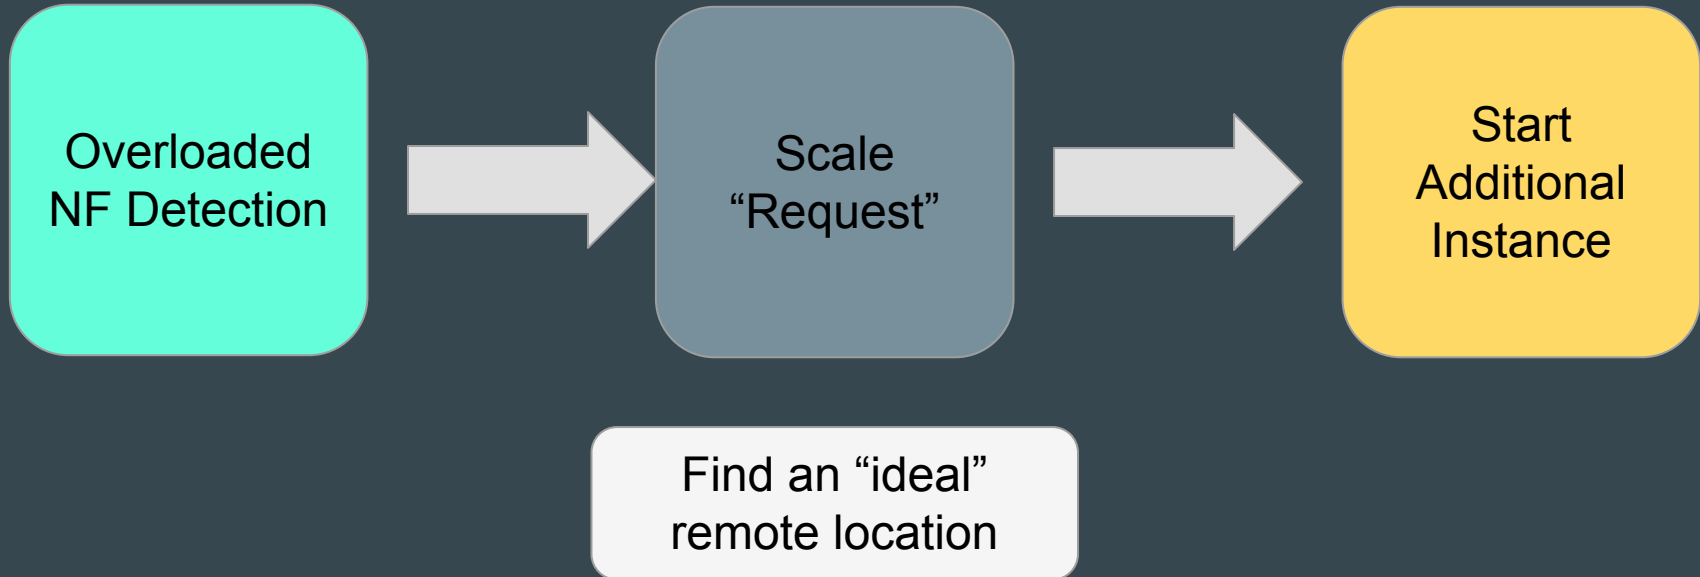 Overloaded
NF Detection
Scale
“Request”
Start
Additional
Instance
Find an “ideal”
remote location